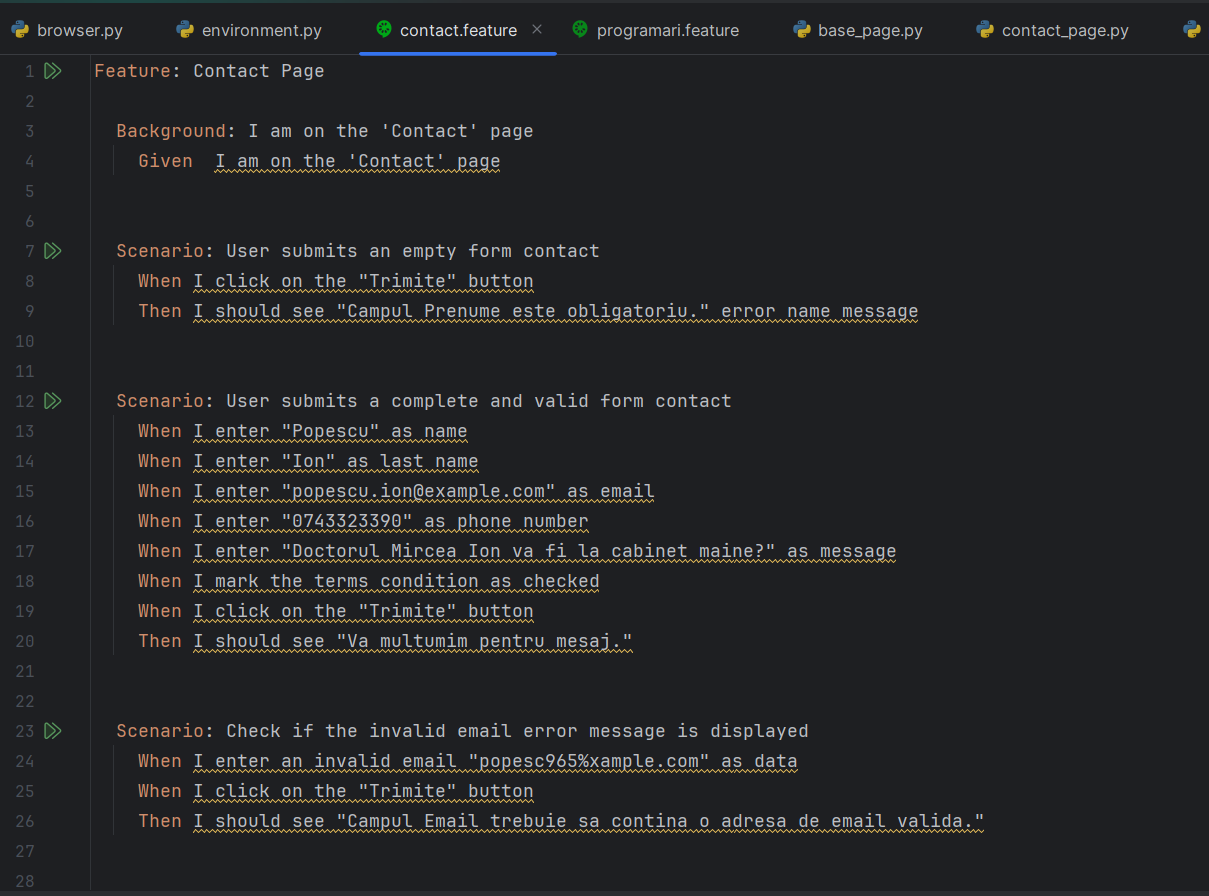 browser.py environment.py contact.feature programari.feature base_page.py contact_page.py
1 Feature: Contact Page
2
3 Background: I am on the 'Contact' page
4 Given  I am on the 'Contact' page
5
6
7 Scenario: User submits an empty form contact
8 When I click on the "Trimite" button
9 Then I should see "Campul Prenume este obligatoriu." error name message
10
11
12 Scenario: User submits a complete and valid form contact
13 When I enter "Popescu" as name
14 When I enter "Ion" as last name
15 When I enter "popescu.ion@example.com" as email
16 When I enter "0743323390" as phone number
17 When I enter "Doctorul Mircea Ion va fi la cabinet maine?" as message
18 When I mark the terms condition as checked
19 When I click on the "Trimite" button
20 Then I should see "Va multumim pentru mesaj."
21
22
23 Scenario: Check if the invalid email error message is displayed
24 When I enter an invalid email "popesc965%xample.com" as data
25 When I click on the "Trimite" button
26 Then I should see "Campul Email trebuie sa contina o adresa de email valida."
27
28